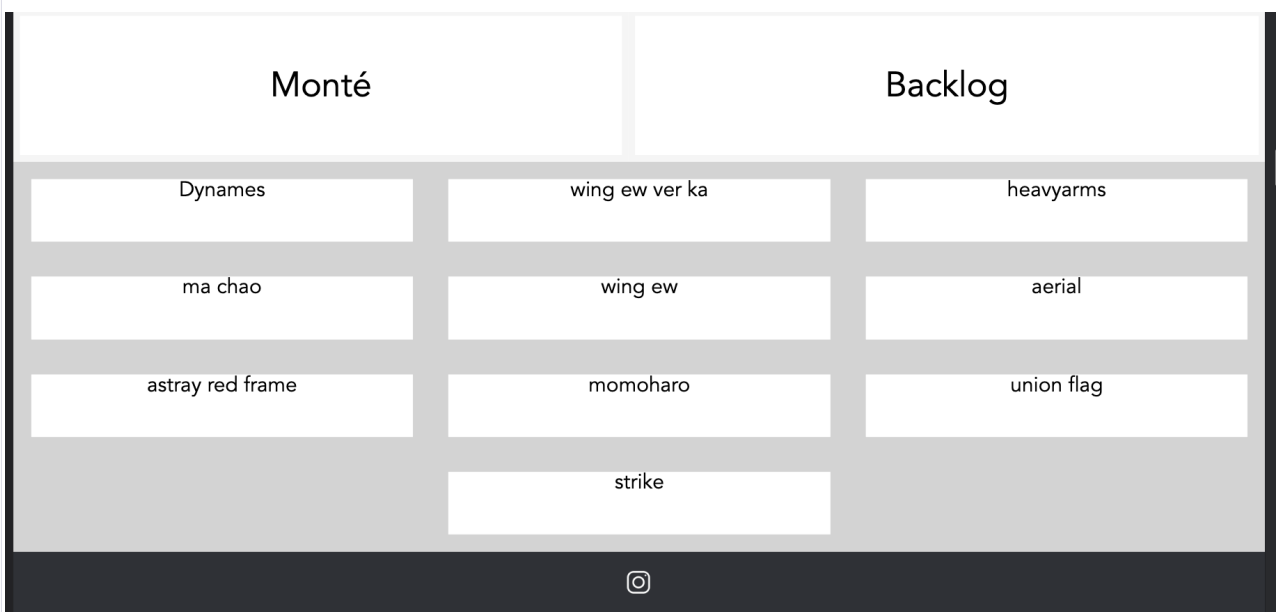 Monté
Backlog
Dynames
wing ew ver ka
heavyarms
ma chao
wing ew
aerial
astray red frame
momoharo
union flag
strike